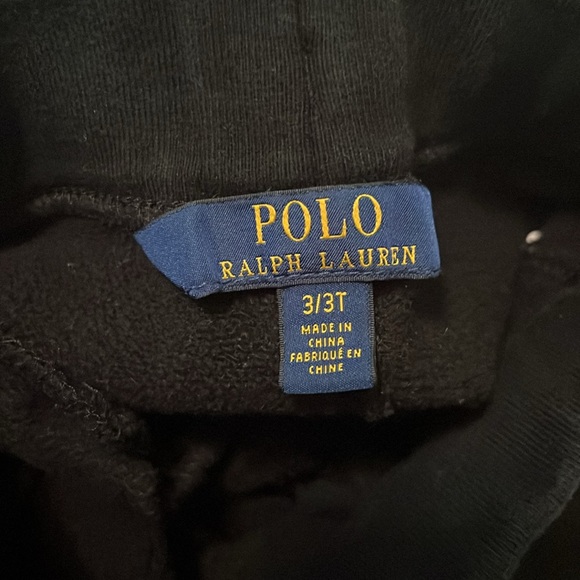 POLO
RALPH LAUREN
3/3T
MADE IN
CHINA
FABRIQUÉ EN
CHINE